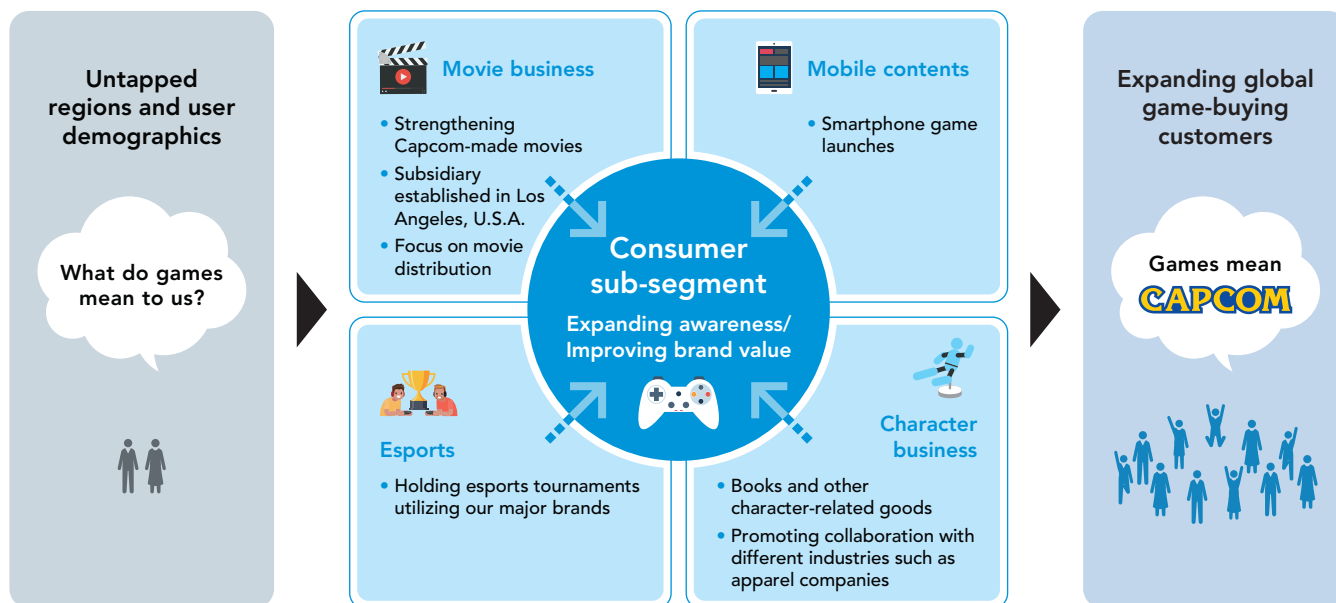 Untapped
regions and user
demographics
What do games
mean to us?
Movie business
• Strengthening
Capcom-made movies
• Subsidiary
established in Los
Angeles, U.S.A.
• Focus on movie
distribution
Mobile contents
• Smartphone game
launches
Consumer
sub-segment
Expanding awareness/
Improving brand value
Esports
• Holding esports tournaments
utilizing our major brands
Character
business
• Books and other
character-related goods
• Promoting collaboration with
different industries such as
apparel companies
Expanding global
game-buying
customers
Games mean
CAPCOM